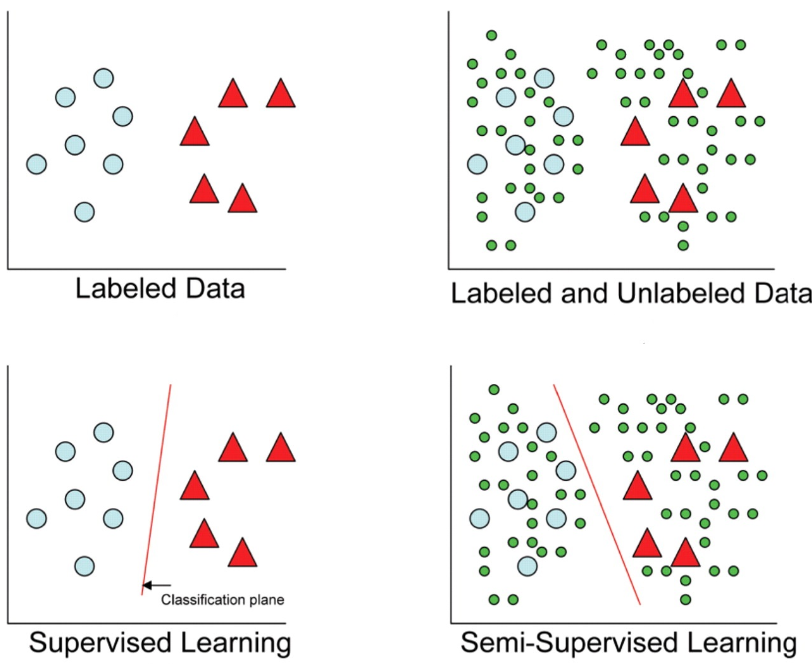 Labeled Data
Labeled and Unlabeled Data
Classification plane
Supervised Learning
Semi-Supervised Learning